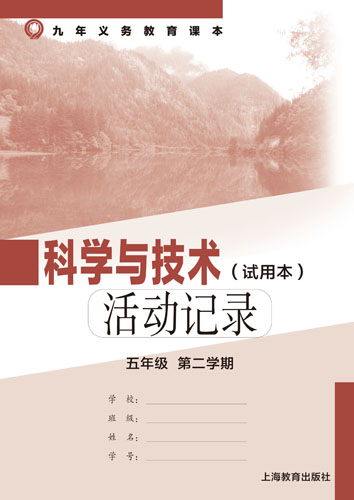 九年义务教育课本
科学与技术（试用本）
活动记录
五年级 第二学期
学校：
班级：
姓名：
学号：
上海教育出版社